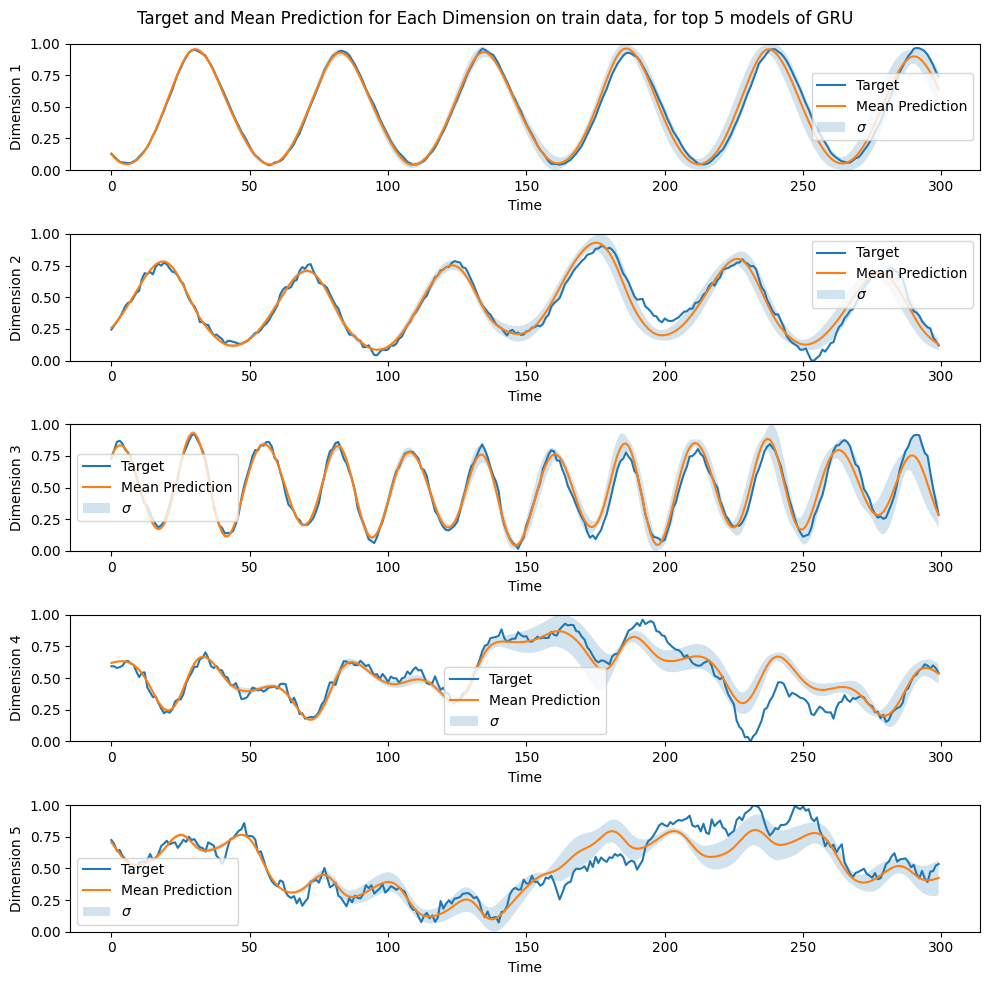 Target and Mean Prediction for Each Dimension on train data, for top 5 models of GRU
1.00
0.75
0.50
0.25
0.00
Dimension 1
Target
Mean Prediction
σ
0 50 100 150 200 250 300
Time
1.00
0.75
0.50
0.25
0.00
Dimension 2
Target
Mean Prediction
σ
0 50 100 150 200 250 300
Time
1.00
0.75
0.50
0.25
0.00
Dimension 3
Target
Mean Prediction
σ
0 50 100 150 200 250 300
Time
1.00
0.75
0.50
0.25
0.00
Dimension 4
Target
Mean Prediction
σ
0 50 100 150 200 250 300
Time
1.00
0.75
0.50
0.25
0.00
Dimension 5
Target
Mean Prediction
σ
0 50 100 150 200 250 300
Time